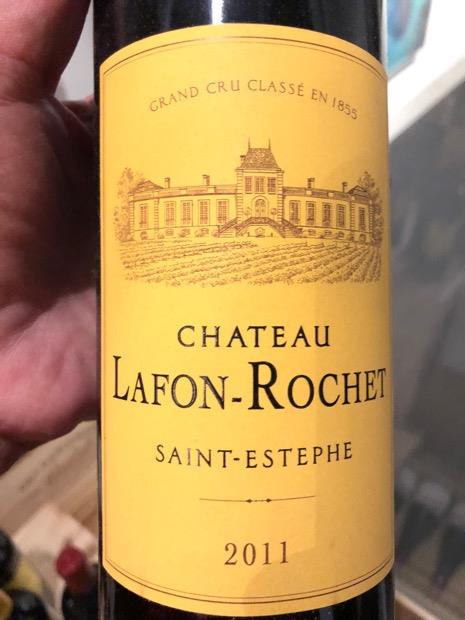 GRAND CRU CLASSÉ EN 1855
CHATEAU
LAFON-ROCHET
SAINT-ESTEPHE
2011